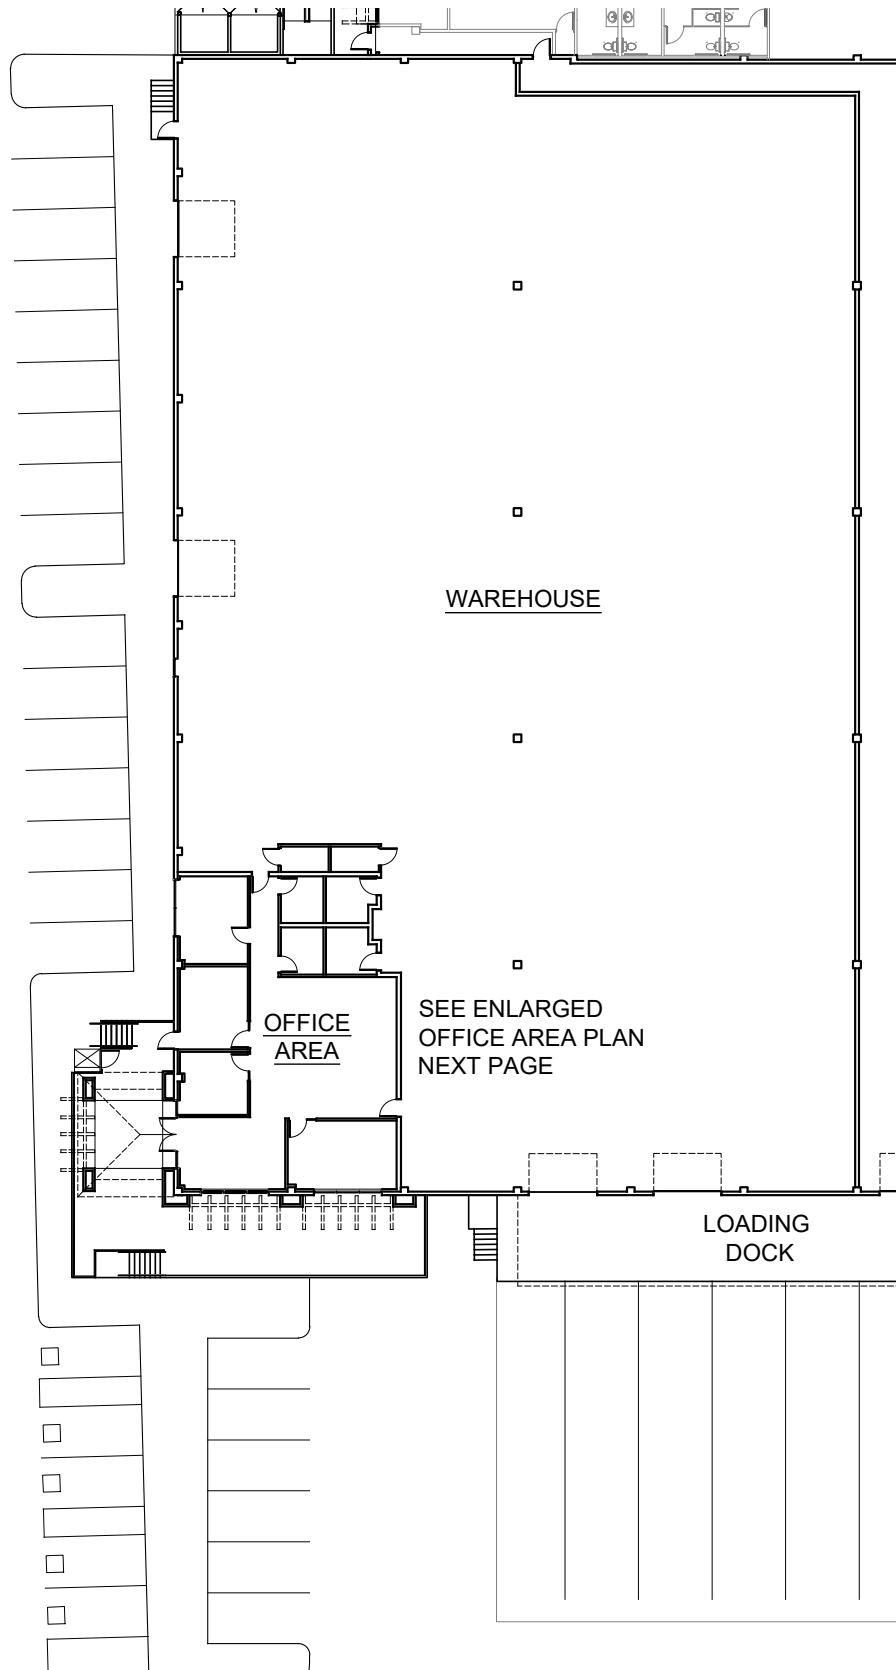 WAREHOUSE
OFFICE
AREA
SEE ENLARGED
OFFICE AREA PLAN
NEXT PAGE
LOADING
DOCK